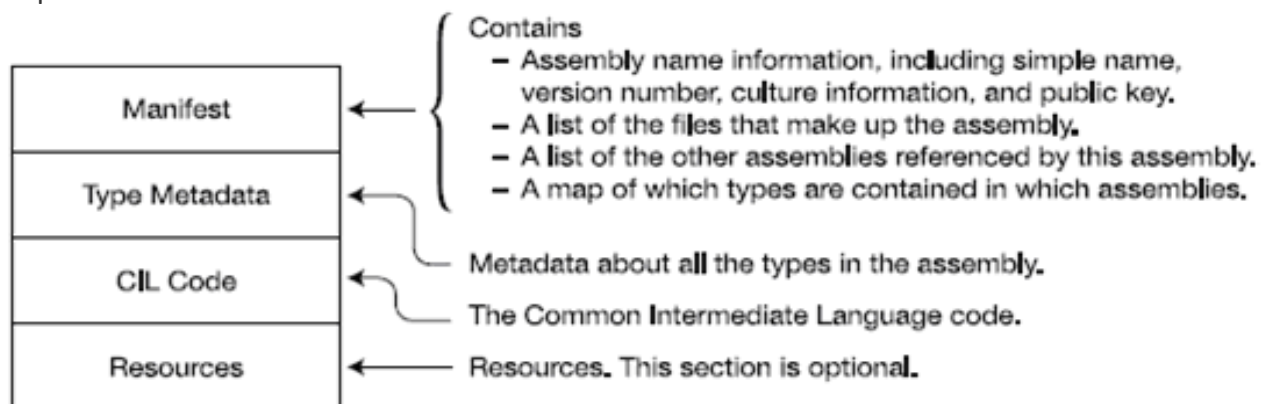 Contains
– Assembly name information, including simple name,
version number, culture information, and public key.
Manifest
– A list of the files that make up the assembly.
– A list of the other assemblies referenced by this assembly.
– A map of which types are contained in which assemblies.
Type Metadata
Metadata about all the types in the assembly.
CIL Code
The Common Intermediate Language code.
Resources
Resources. This section is optional.